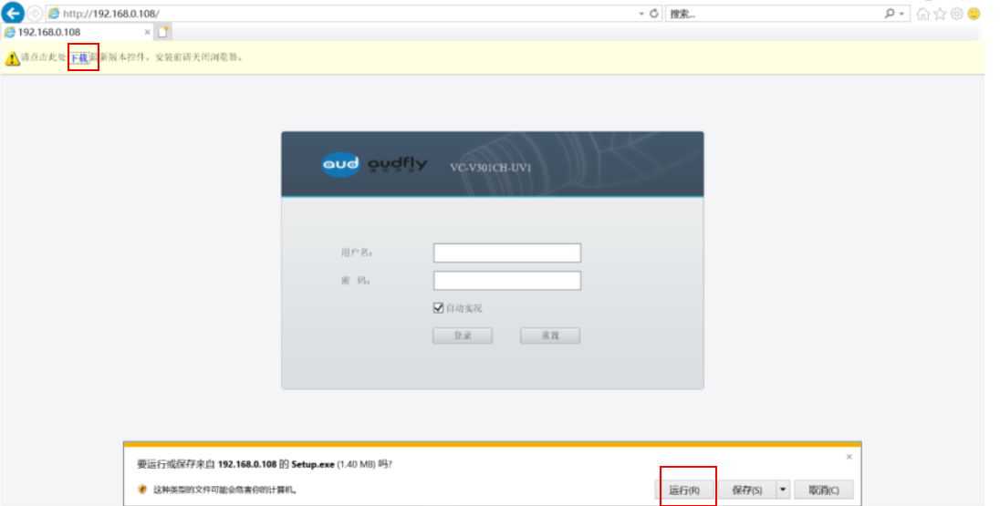 http://192.168.0.108/
搜索...
192.168.0.108
请点击此处 下载最新版本控件。安装前请关闭浏览器。
aud audfly VC-V301CH-UV1
用户名:
密 码:
自动实况
登录 重置
要运行或保存来自 192.168.0.108 的 Setup.exe (1.40 MB) 吗?
这种类型的文件可能会危害你的计算机。
运行(R) 保存(S) 取消(C)